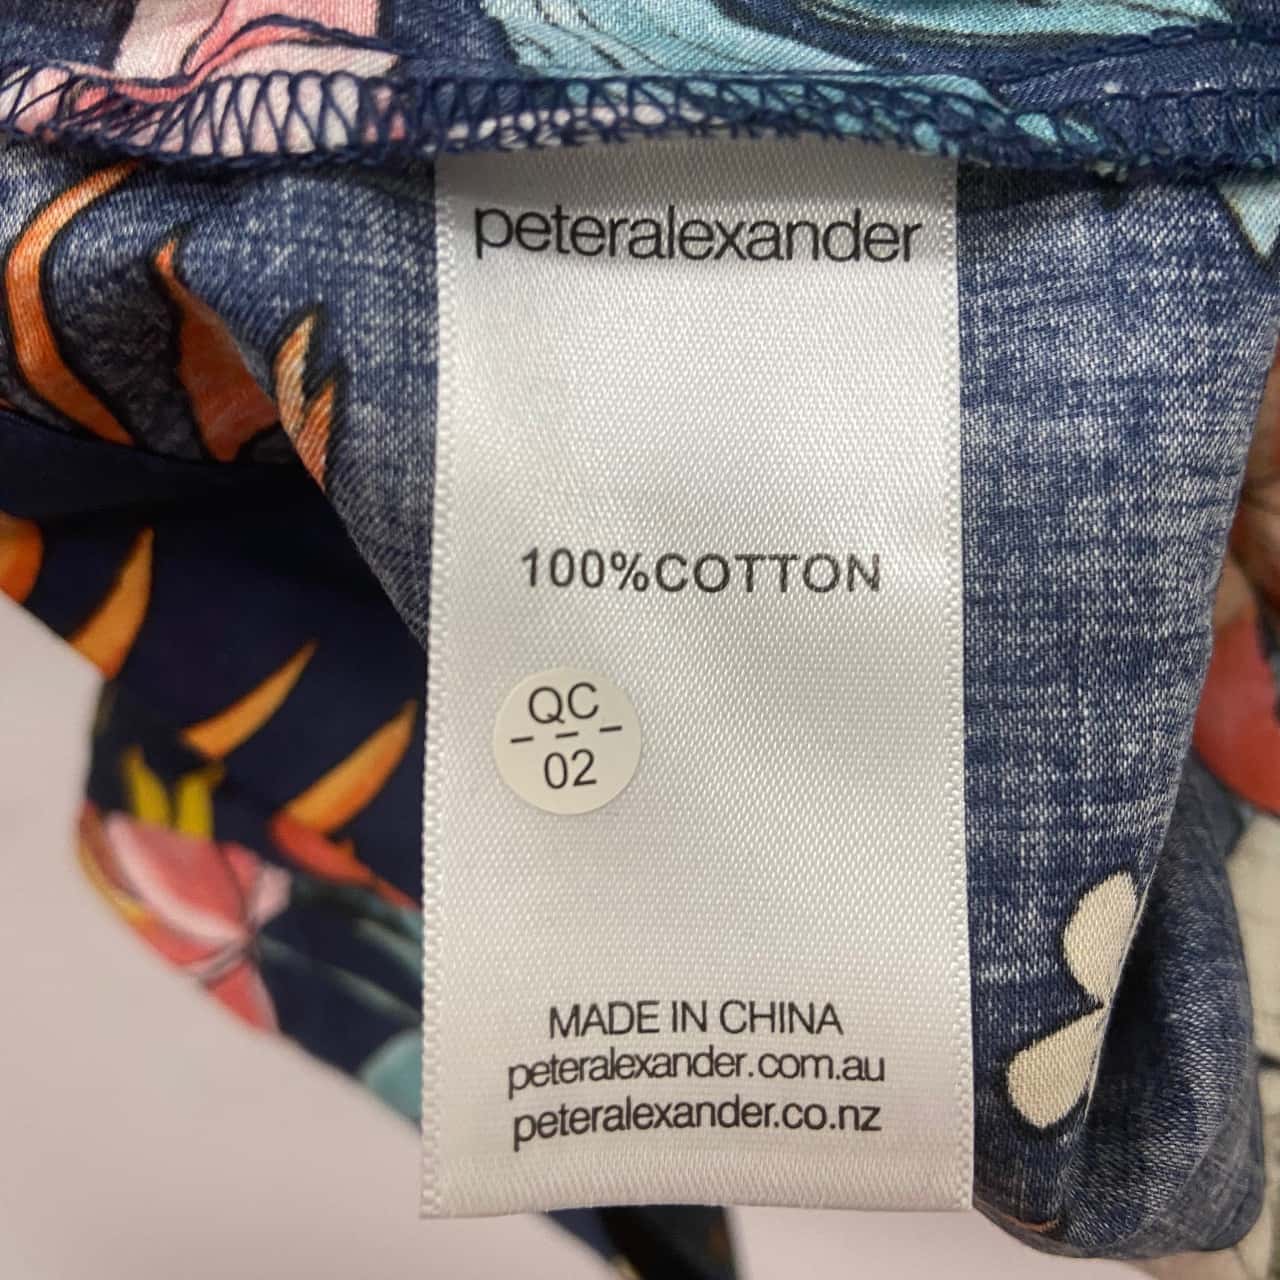 peteralexander
100%COTTON
QC
02
MADE IN CHINA
peteralexander.com.au
peteralexander.co.nz